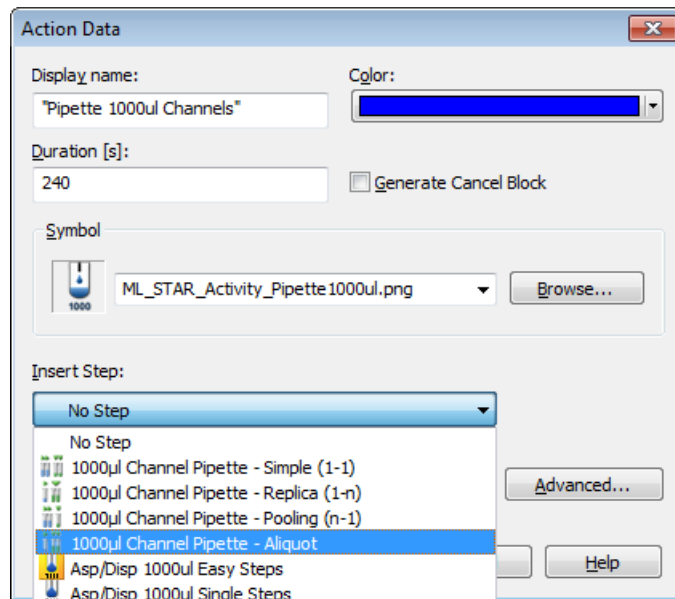 Action Data
Display name:
Color:
"Pipette 1000ul Channels"
Duration [s]:
240
Generate Cancel Block
Symbol
1000
ML_STAR_Activity_Pipette1000ul.png
Browse...
Insert Step:
No Step
No Step
1000µl Channel Pipette - Simple (1-1)
1000µl Channel Pipette - Replica (1-n)
1000µl Channel Pipette - Pooling (n-1)
Advanced...
1000µl Channel Pipette - Aliquot
Asp/Disp 1000ul Easy Steps
Help
Asp/Disp 1000ul Single Steps